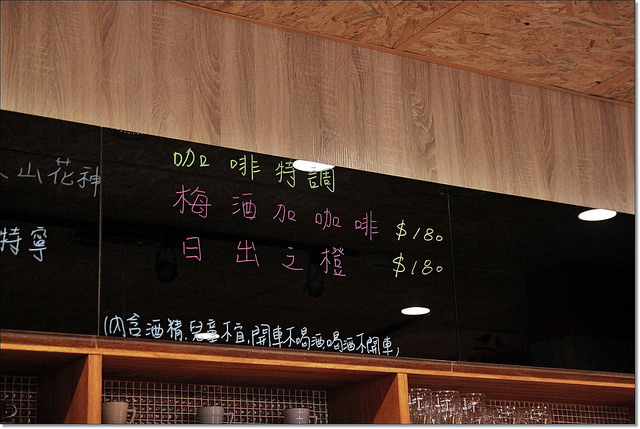 山花神
特寧
咖啡特調
梅酒加咖啡 $180
日出之橙 $180
(內含酒精,兒童不宜,開車不喝酒喝酒不開車)